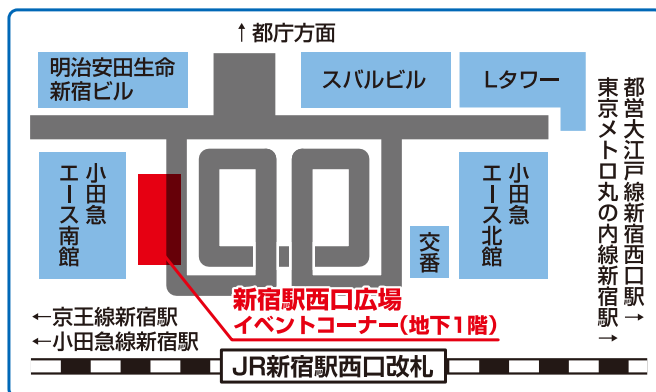 ↑都庁方面
明治安田生命
新宿ビル
スバルビル
Lタワー
都営大江戸線新宿西口駅→
東京メトロ丸の内線新宿駅→
小田急
エース南館
小田急
エース北館
交番
新宿駅西口広場
イベントコーナー(地下1階)
←京王線新宿駅
←小田急線新宿駅
JR新宿駅西口改札